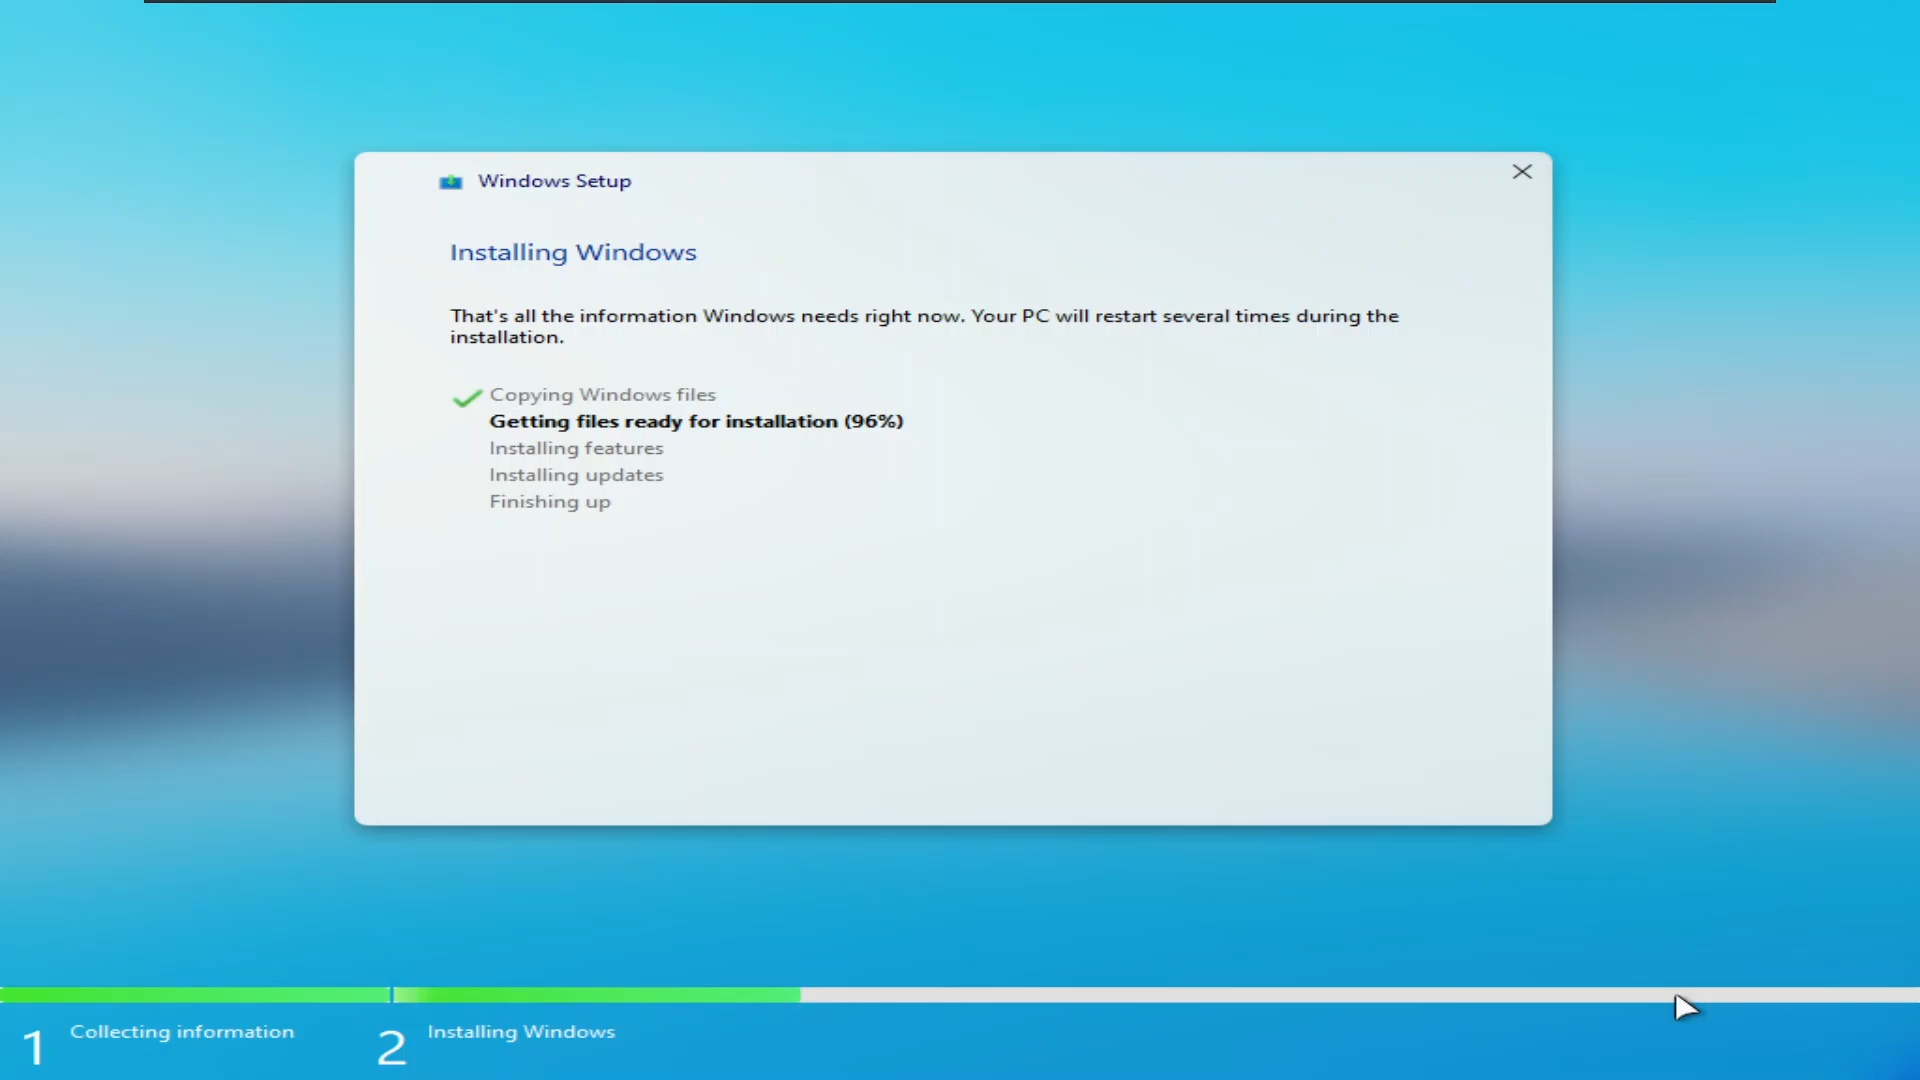 Windows Setup
Installing Windows
That's all the information Windows needs right now. Your PC will restart several times during the
installation.
Copying Windows files
Getting files ready for installation (96%)
Installing features
Installing updates
Finishing up
1 Collecting information
2 Installing Windows